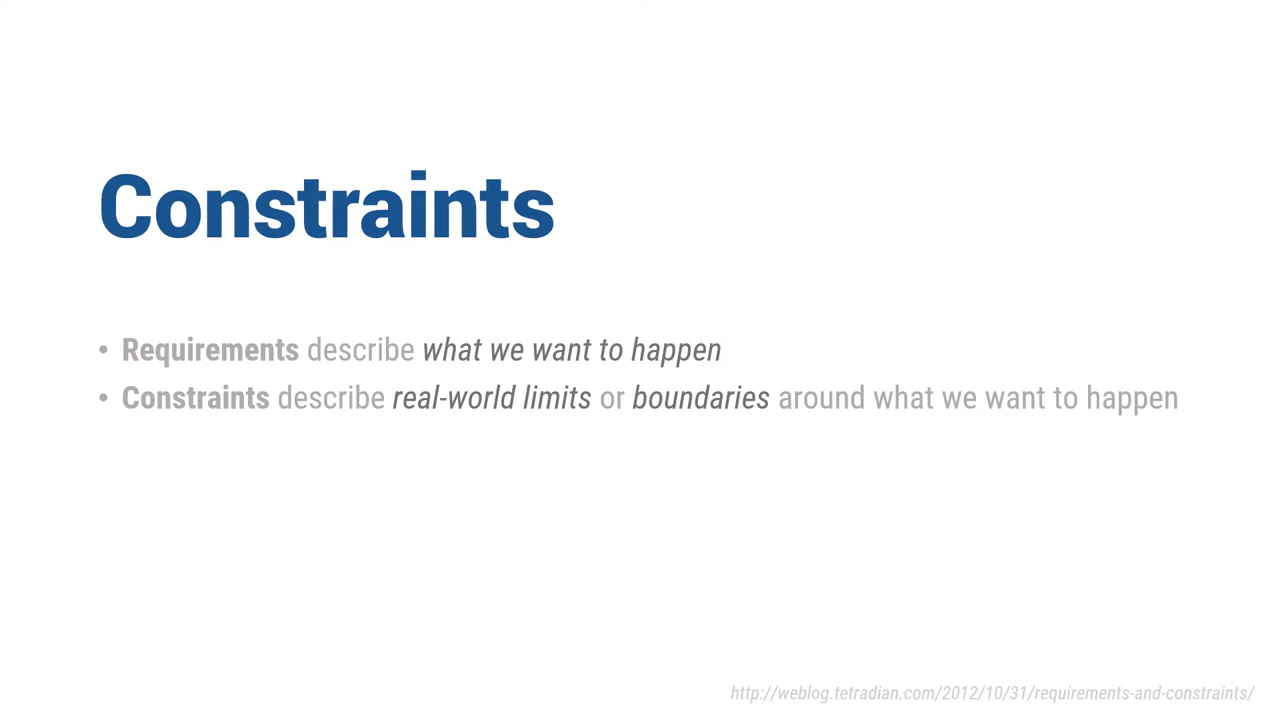 Constraints
• Requirements describe what we want to happen
• Constraints describe real-world limits or boundaries around what we want to happen
http://weblog.tetradian.com/2012/10/31/requirements-and-constraints/